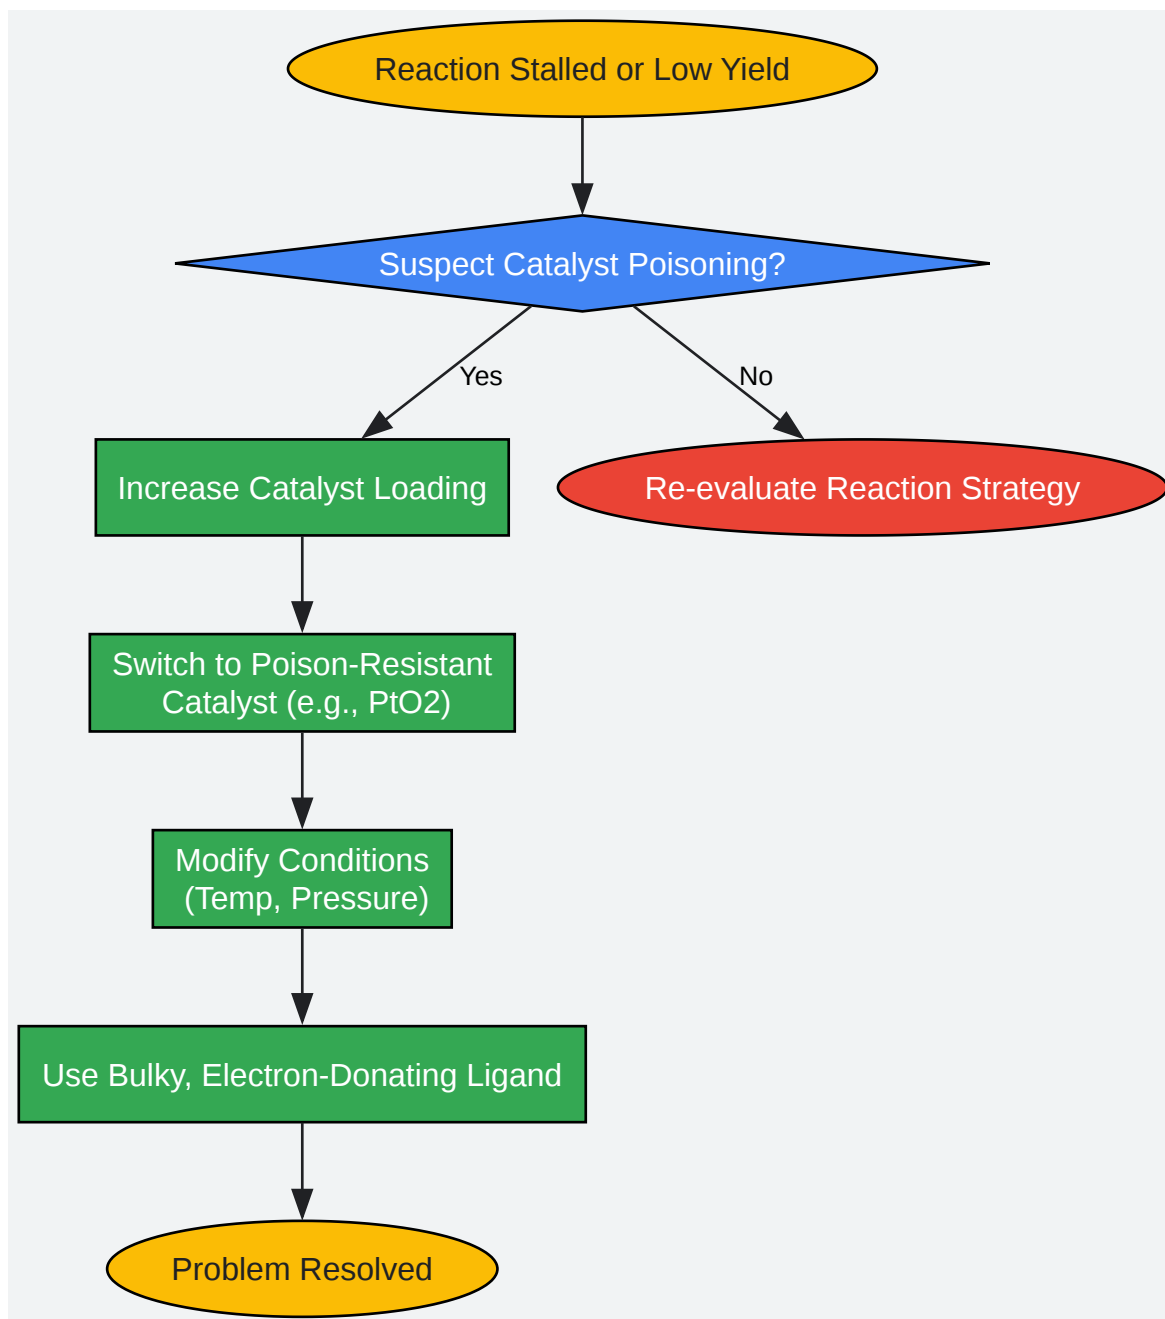 Reaction Stalled or Low Yield
Suspect Catalyst Poisoning?
Yes
No
Increase Catalyst Loading
Re-evaluate Reaction Strategy
Switch to Poison-Resistant
Catalyst (e.g., PtO2)
Modify Conditions
(Temp, Pressure)
Use Bulky, Electron-Donating Ligand
Problem Resolved